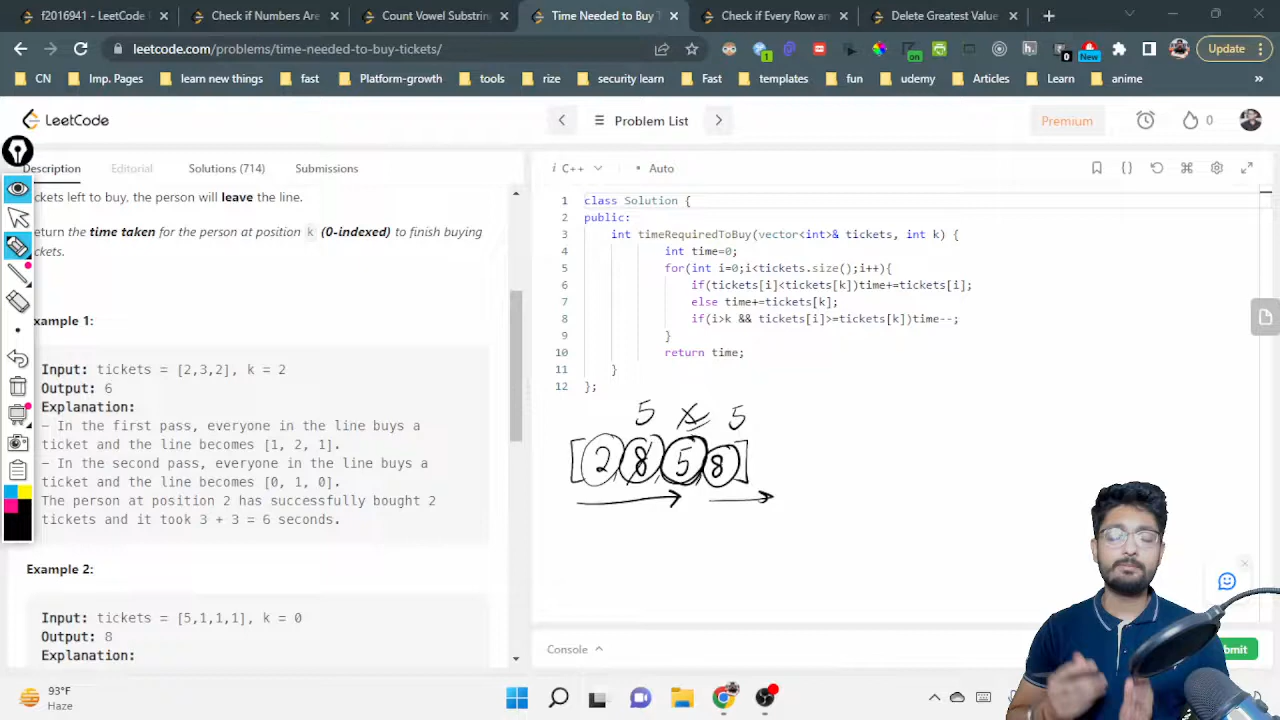 f2016941 - LeetCode
Check if Numbers Are
Count Vowel Substring
Time Needed to Buy T
Check if Every Row an
Delete Greatest Value
leetcode.com/problems/time-needed-to-buy-tickets/
1
on
0
New
Update
CN
Imp. Pages
learn new things
fast
Platform-growth
tools
rice
security learn
Fast
templates
fun
udemy
Articles
Learn
anime
»
LeetCode
Problem List
Premium
0
Description
Editorial
Solutions (714)
Submissions
i C++
• Auto
ckets left to buy, the person will leave the line.
eturn the time taken for the person at position k (0-indexed) to finish buying
ckets.
xample 1:
Input: tickets = [2,3,2], k = 2
Output: 6
Explanation:
- In the first pass, everyone in the line buys a
ticket and the line becomes [1, 2, 1].
- In the second pass, everyone in the line buys a
ticket and the line becomes [0, 1, 0].
The person at position 2 has successfully bought 2
tickets and it took 3 + 3 = 6 seconds.
Example 2:
Input: tickets = [5,1,1,1], k = 0
Output: 8
Explanation:
1 class Solution {
2 public:
3 int timeRequiredToBuy(vector<int>& tickets, int k) {
4 int time=0;
5 for(int i=0;i<tickets.size();i++){
6 if(tickets[i]<tickets[k])time+=tickets[i];
7 else time+=tickets[k];
8 if(i>k && tickets[i]>=tickets[k])time--;
9 }
10 return time;
11 }
12 };
5 5
[2 8 5 8]
Console
mit
93°F
Haze